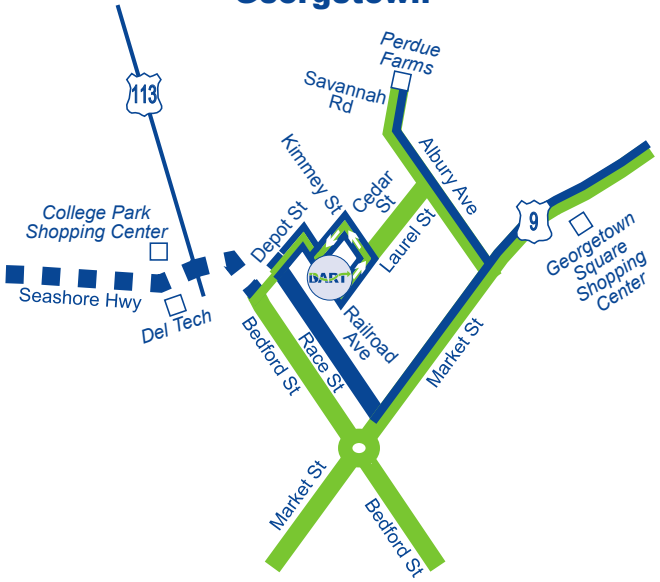 Georgetown
Perdue
Farms
Savannah
Rd
113
Albury Ave
Kimmey St
Cedar
St
College Park
Shopping Center
Depot St
Laurel St
9
Georgetown
Square
Shopping
Center
DART
Seashore Hwy
Del Tech
Railroad
Ave
Bedford St
Race St
Market St
Market St
Bedford St